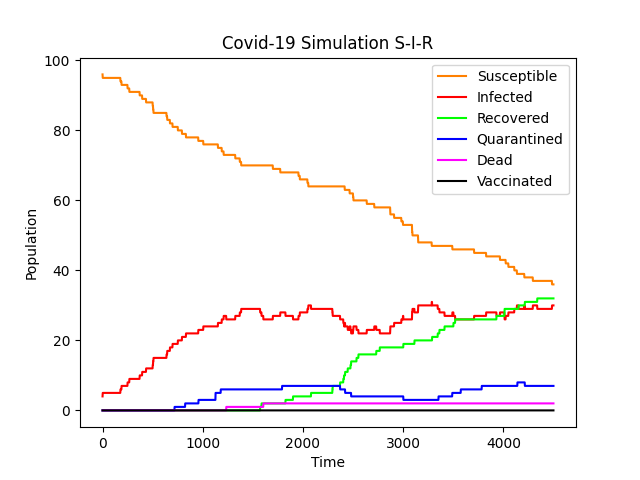 Covid-19 Simulation S-I-R
100
80
60
40
20
0
Population
0 1000 2000 3000 4000
Time
Susceptible
Infected
Recovered
Quarantined
Dead
Vaccinated